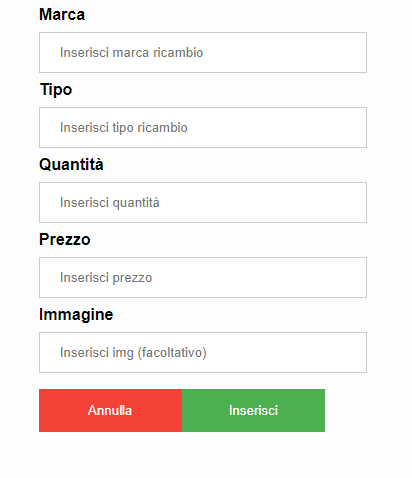 Marca
Inserisci marca ricambio
Tipo
Inserisci tipo ricambio
Quantità
Inserisci quantità
Prezzo
Inserisci prezzo
Immagine
Inserisci img (facoltativo)
Annulla Inserisci